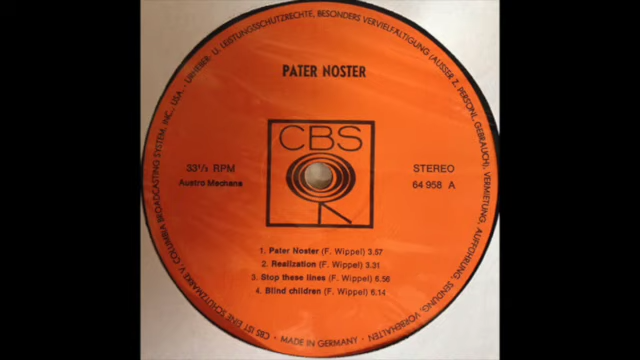 URHEBER- U. LEISTUNGSSCHUTZRECHTE, BESONDERS VERVIELFÄLTIGUNG (AUSSER Z. PERSÖNL. GEBRAUCH), VERMIETUNG, AUFFÜHRUNG, SENDUNG, VORBEHALTEN
PATER NOSTER
CBS
33⅓ RPM
STEREO
Austro Mechana
64 958 A
1. Pater Noster (F. Wippel) 3.57
2. Realization (F. Wippel) 3.31
3. Stop these lines (F. Wippel) 6.56
4. Blind children (F. Wippel) 6.14
CBS IST EINE SCHUTZMARKE V. COLUMBIA BROADCASTING SYSTEM, INC., USA. -
• MADE IN GERMANY •